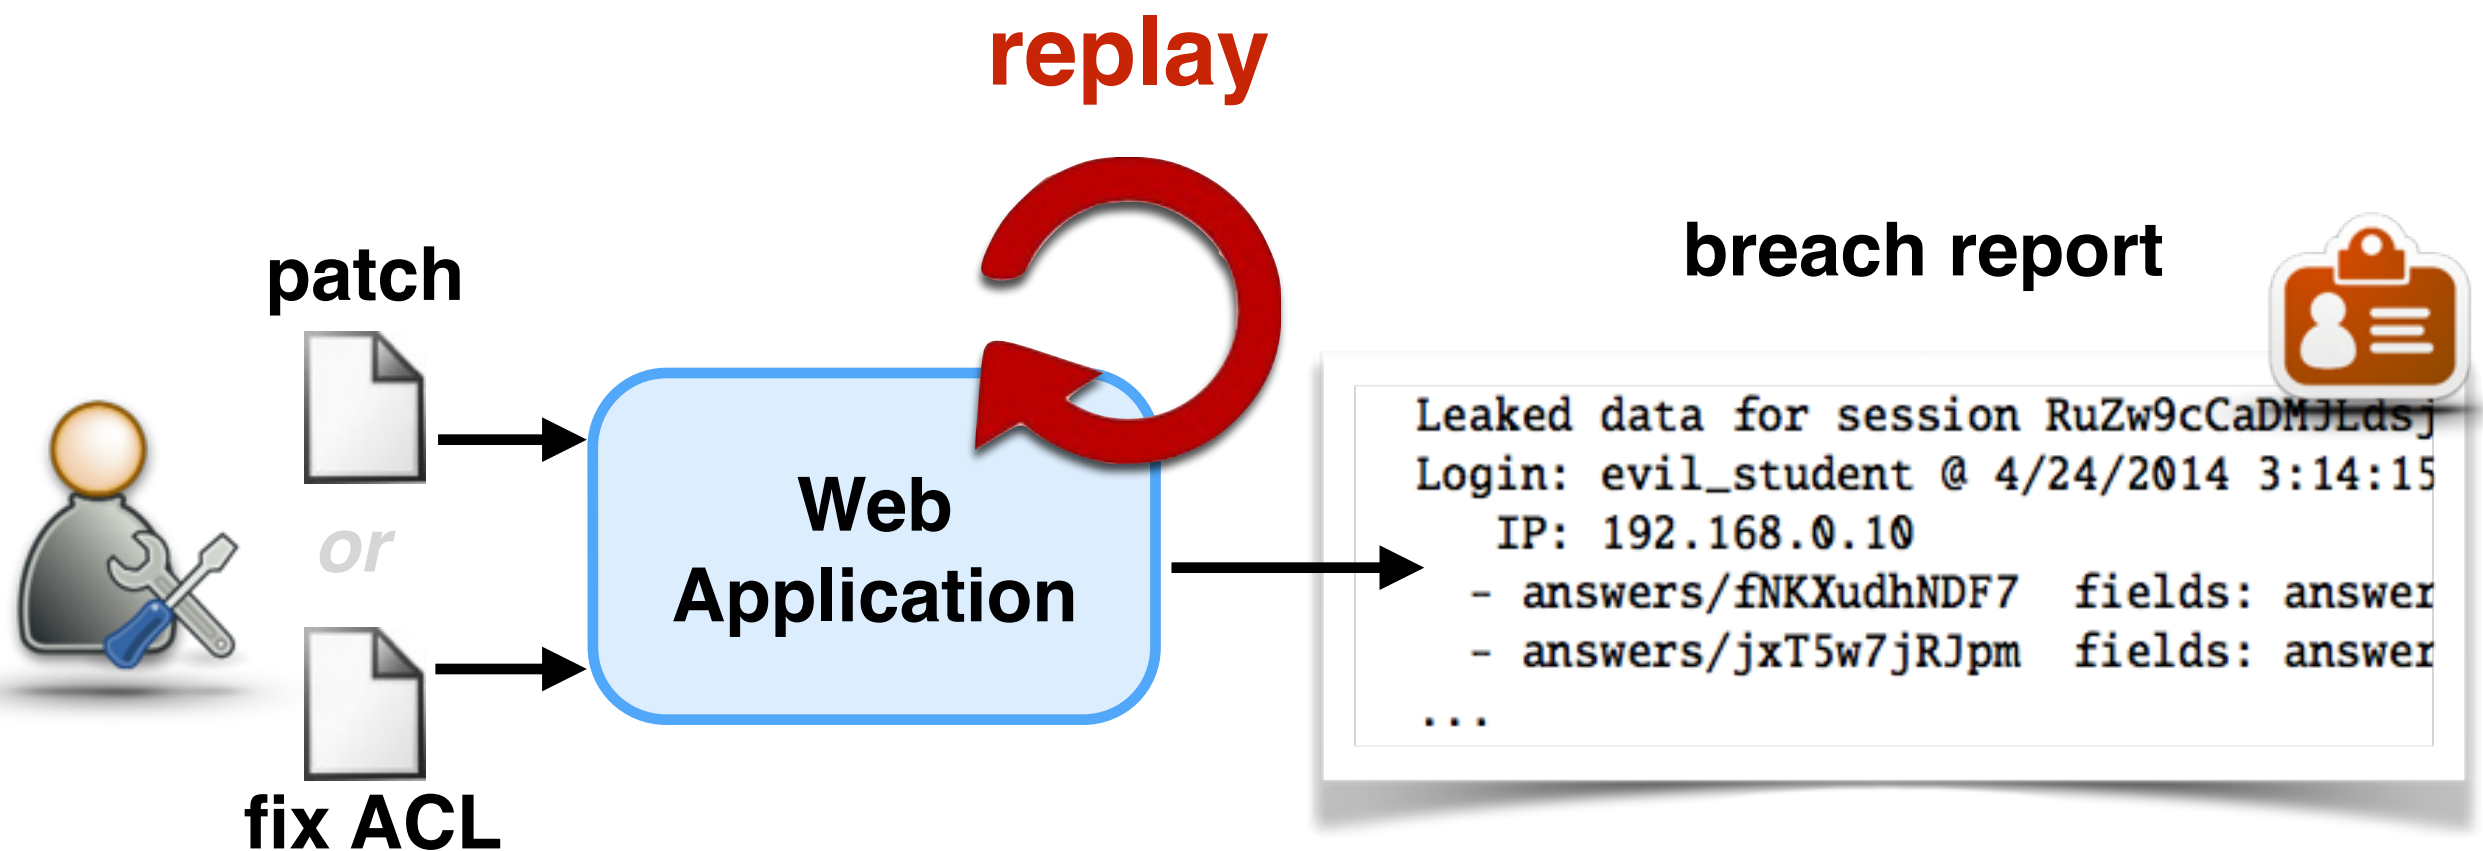 replay
patch
or
fix ACL
Web
Application
breach report
Leaked data for session RuZw9cCaDMJLdsj
Login: evil_student @ 4/24/2014 3:14:15
IP: 192.168.0.10
- answers/fNKXudhNDF7 fields: answer
- answers/jxT5w7jRJpm fields: answer
...